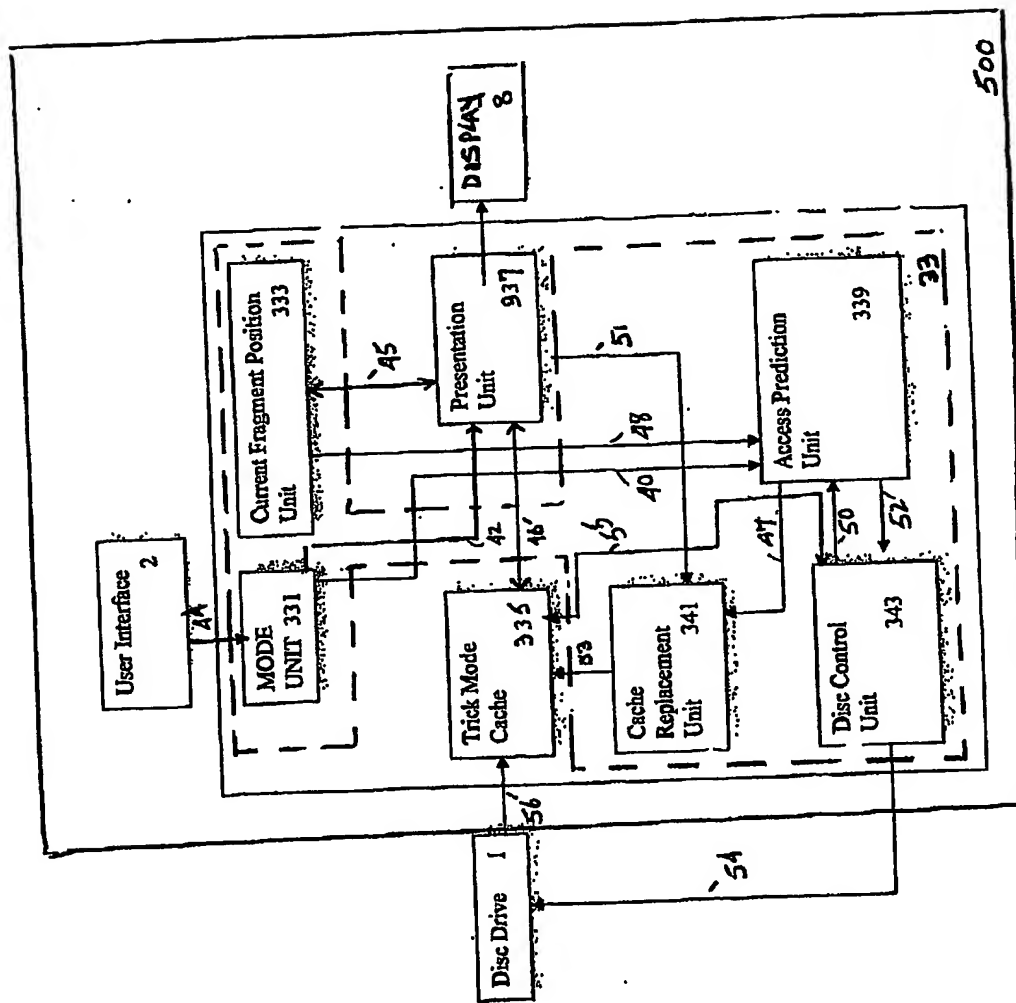 User Interface
2
44
MODE
UNIT 331
Current Fragment Position
Unit 333
42
45
Trick Mode
Cache 335
46
Presentation
Unit 937
DISPLAY
8
Disc Drive 1
56
53
48
40
51
Cache
Replacement
Unit 341
47
Disc Control
Unit
343
50
52
Access Prediction
Unit 339
33
54
500